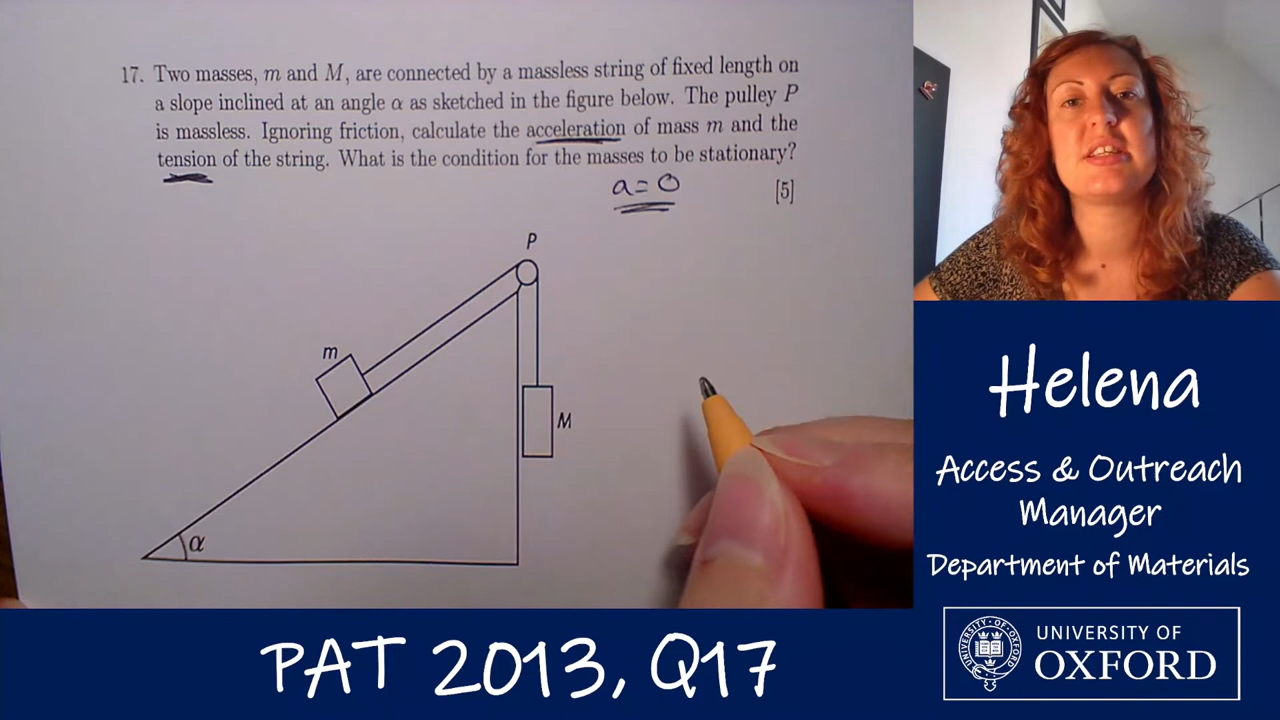 17. Two masses, m and M, are connected by a massless string of fixed length on
a slope inclined at an angle α as sketched in the figure below. The pulley P
is massless. Ignoring friction, calculate the acceleration of mass m and the
tension of the string. What is the condition for the masses to be stationary?
a=0
[5]
P
m
M
α
Helena
Access & Outreach
Manager
Department of Materials
UNIVERSITY OF
OXFORD
PAT 2013, Q17